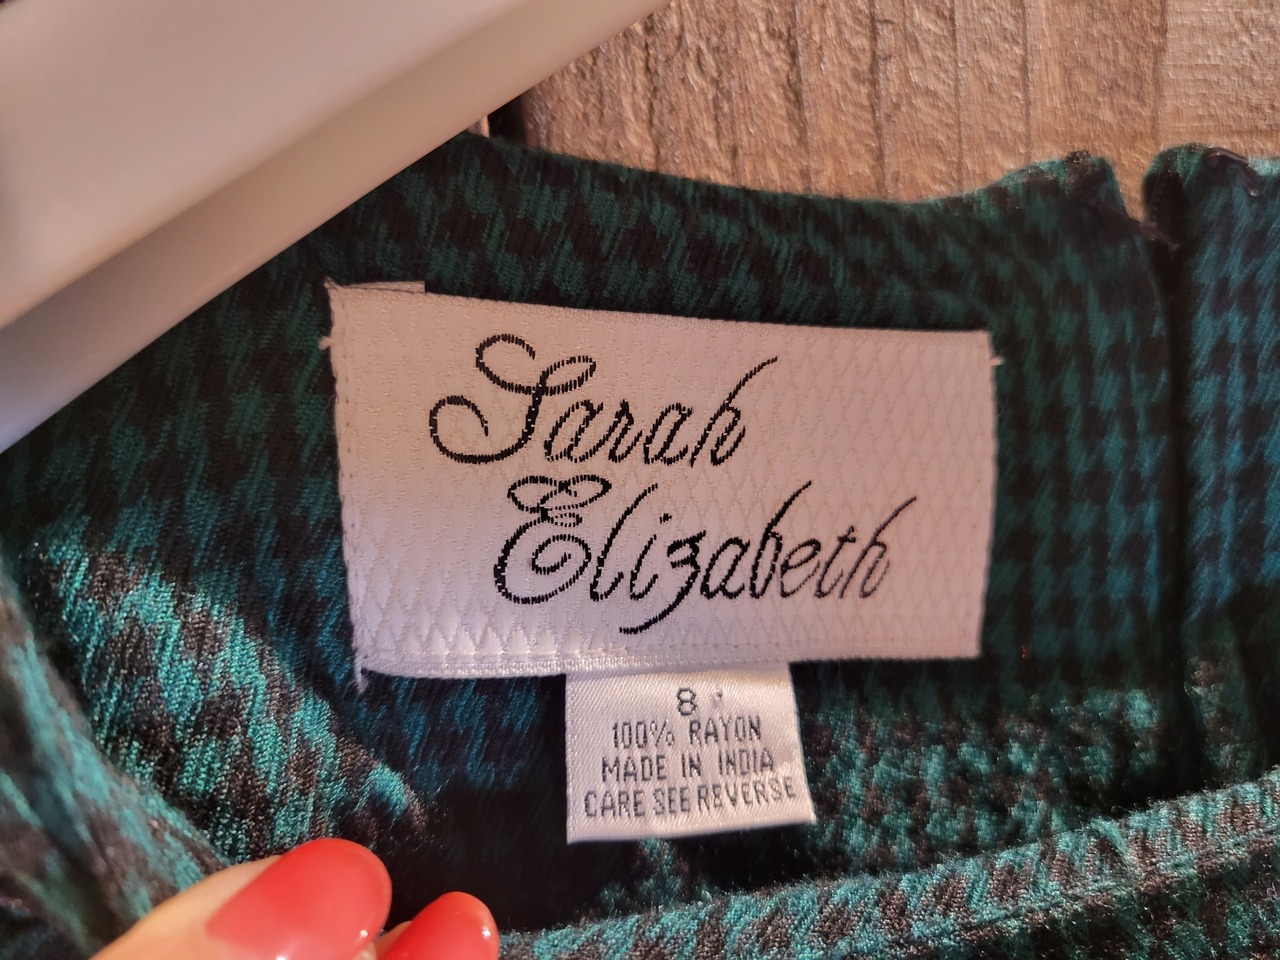 Sarah
Elizabeth
8
100% RAYON
MADE IN INDIA
CARE SEE REVERSE